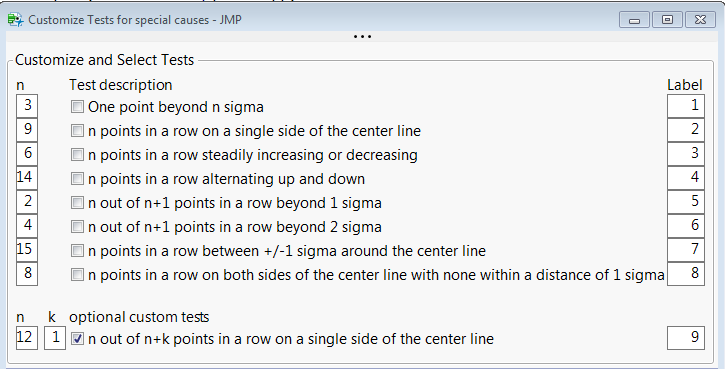 Customize Tests for special causes - JMP
Customize and Select Tests
n Test description Label
3 One point beyond n sigma 1
9 n points in a row on a single side of the center line 2
6 n points in a row steadily increasing or decreasing 3
14 n points in a row alternating up and down 4
2 n out of n+1 points in a row beyond 1 sigma 5
4 n out of n+1 points in a row beyond 2 sigma 6
15 n points in a row between +/-1 sigma around the center line 7
8 n points in a row on both sides of the center line with none within a distance of 1 sigma 8
n k optional custom tests
12 1 n out of n+k points in a row on a single side of the center line 9